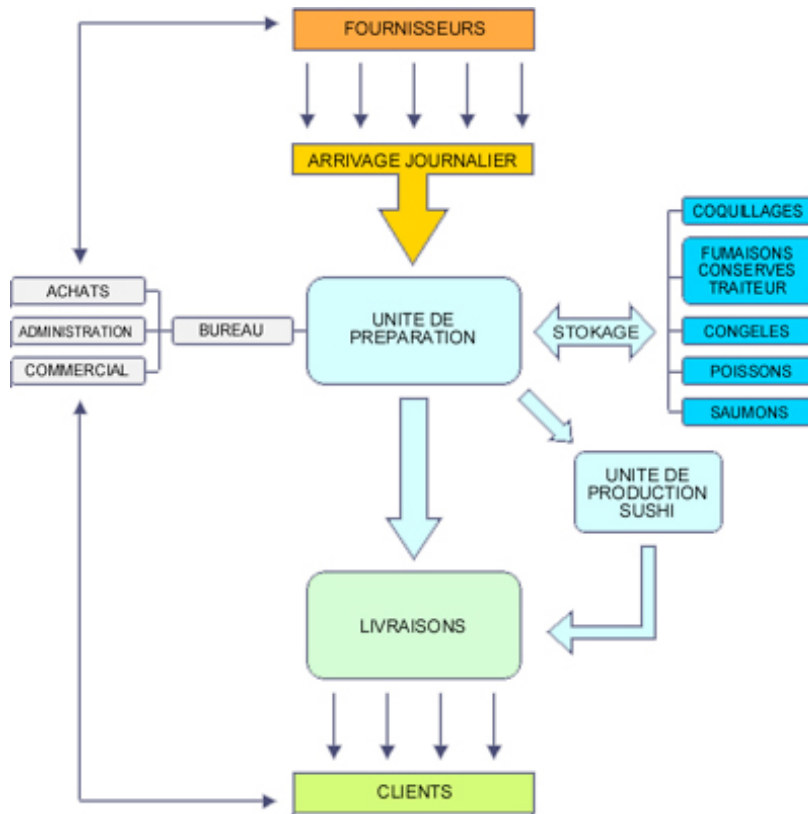 FOURNISSEURS
ARRIVAGE JOURNALIER
COQUILLAGES
FUMAISONS
CONSERVES
TRAITEUR
ACHATS
ADMINISTRATION
COMMERCIAL
BUREAU
UNITE DE
PREPARATION
STOKAGE
CONGELES
POISSONS
SAUMONS
UNITE DE
PRODUCTION
SUSHI
LIVRAISONS
CLIENTS